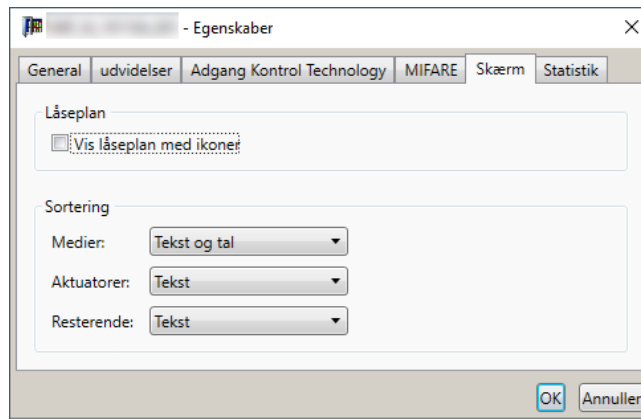 - Egenskaber
General udvidelser Adgang Kontrol Technology MIFARE Skærm Statistik
Låseplan
Vis låseplan med ikoner
Sortering
Medier: Tekst og tal
Aktuatorer: Tekst
Resterende: Tekst
OK Annuller